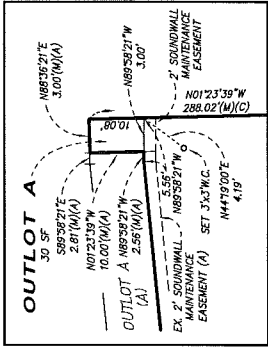 OUTLOT A
30 SF
N88°36'21"E
3.00'(M)(A)
S89°58'21"E
2.81'(M)(A)
N01°23'39"W
10.00'(M)(A)
10.08'
OUTLOT A
(A)
N89°58'21"W
2.56'(M)(A)
N89°58'21"W
3.00'
2' SOUNDWALL
MAINTENANCE
EASEMENT
N01°23'39"W
288.02'(M)(C)
5.56'
N89°58'21"W
EX. 2' SOUNDWALL
MAINTENANCE
EASEMENT (A)
SET 3'x3'W.C.
N44°19'00"E
4.19'